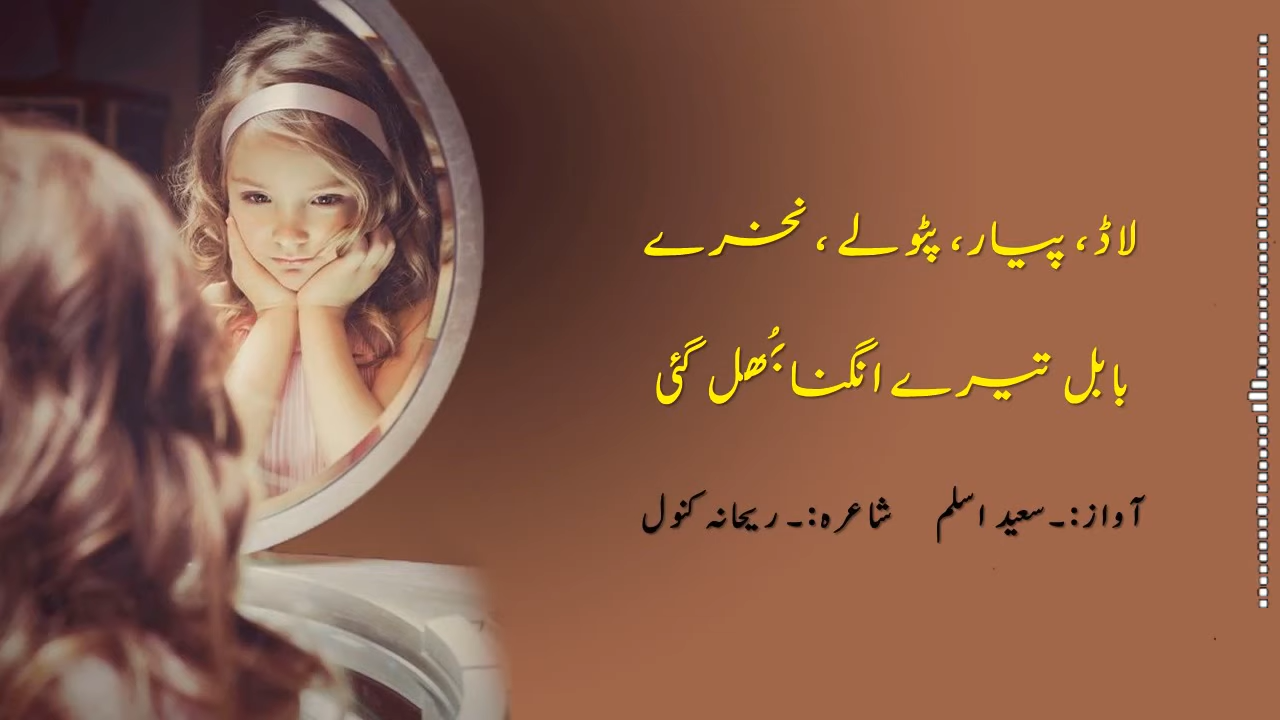 لاڈ، پیار، پٹولے، نخرے
بابل تیرے انگنا بُھل گئی
آواز:۔سعید اسلم شاعرہ:۔ریحانہ کنول